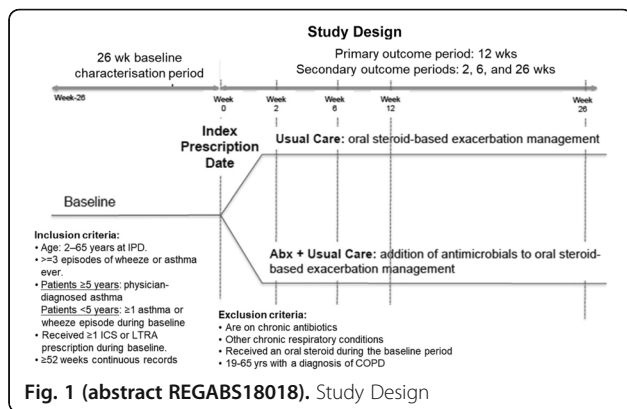 Study Design
26 wk baseline
characterisation period
Primary outcome period: 12 wks
Secondary outcome periods: 2, 6, and 26 wks
Week-26
Week
0
Week
2
Week
6
Week
12
Week
26
Index
Prescription
Date
Usual Care: oral steroid-based exacerbation management
Baseline
Inclusion criteria:
• Age: 2–65 years at IPD.
• >=3 episodes of wheeze or asthma
ever.
• Patients ≥5 years: physician-
diagnosed asthma
Patients <5 years: ≥1 asthma or
wheeze episode during baseline
• Received ≥1 ICS or LTRA
prescription during baseline.
• ≥52 weeks continuous records
Abx + Usual Care: addition of antimicrobials to oral steroid-
based exacerbation management
Exclusion criteria:
• Are on chronic antibiotics
• Other chronic respiratory conditions
• Received an oral steroid during the baseline period
• 19-65 yrs with a diagnosis of COPD
Fig. 1 (abstract REGABS18018). Study Design